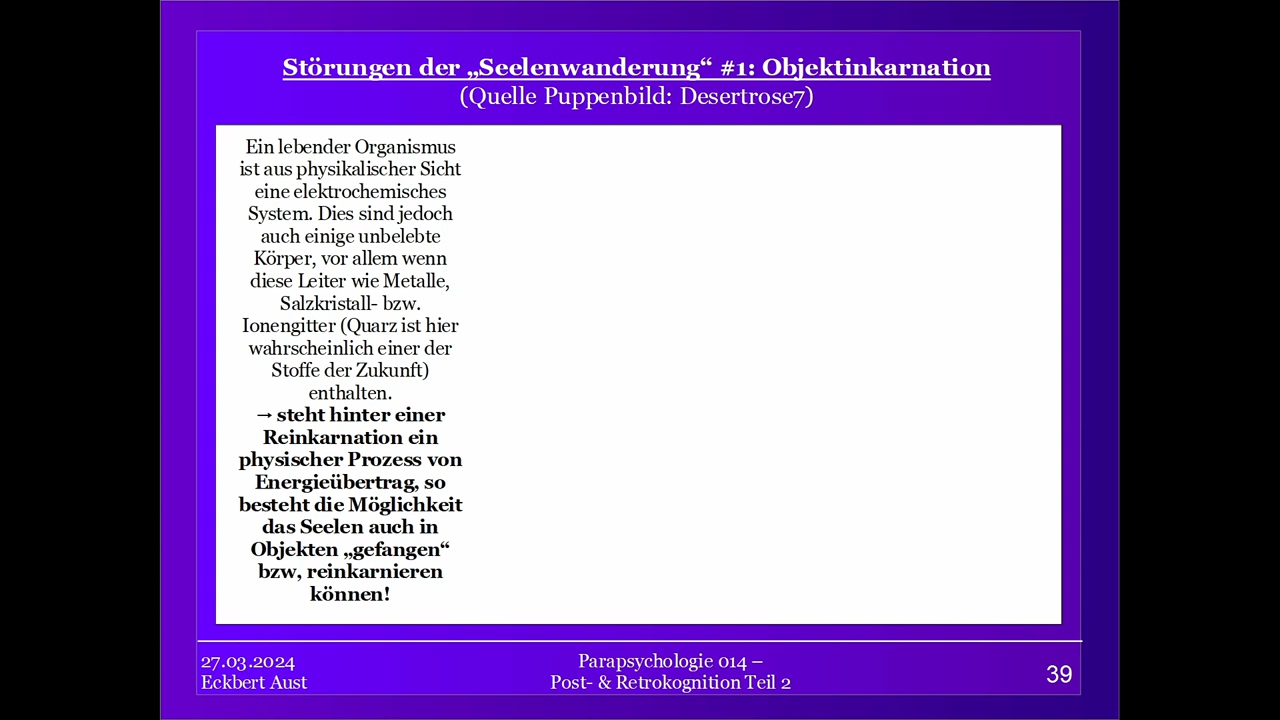 Störungen der „Seelenwanderung“ #1: Objektinkarnation
(Quelle Puppenbild: Desertrose7)
Ein lebender Organismus
ist aus physikalischer Sicht
eine elektrochemisches
System. Dies sind jedoch
auch einige unbelebte
Körper, vor allem wenn
diese Leiter wie Metalle,
Salzkristall- bzw.
Ionengitter (Quarz ist hier
wahrscheinlich einer der
Stoffe der Zukunft)
enthalten.
→ steht hinter einer
Reinkarnation ein
physischer Prozess von
Energieübertrag, so
besteht die Möglichkeit
das Seelen auch in
Objekten „gefangen“
bzw, reinkarnieren
können!
27.03.2024
Eckbert Aust
Parapsychologie 014 –
Post- & Retrokognition Teil 2
39